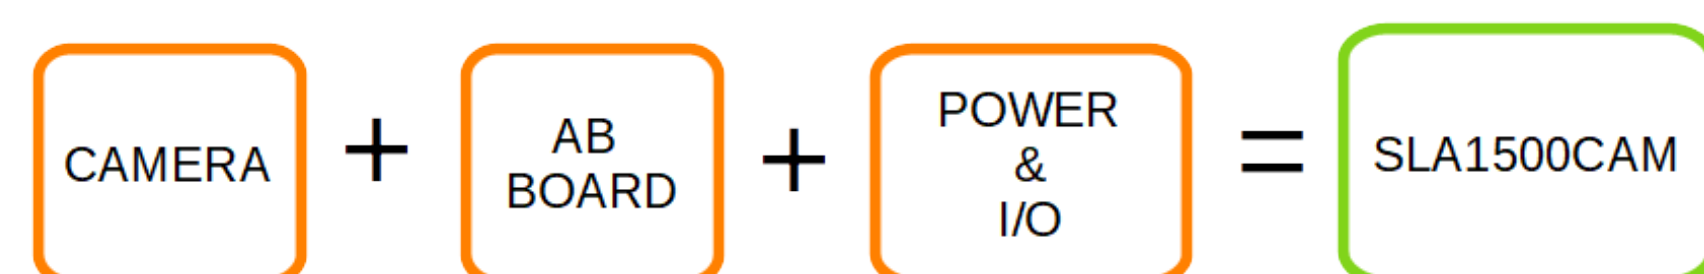 CAMERA
+
AB
BOARD
+
POWER
&
I/O
=
SLA1500CAM